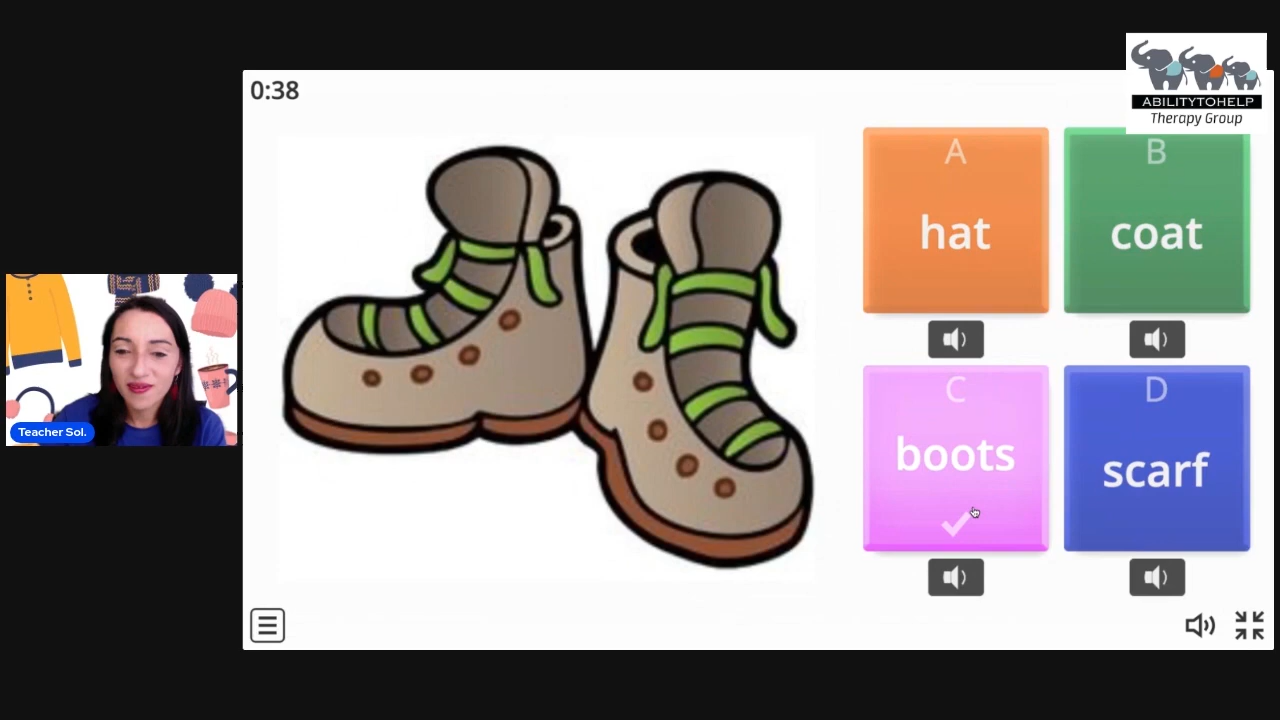 0:38
ABILITYTOHELP
Therapy Group
A
hat
B
coat
C
boots
D
scarf
Teacher Sol.